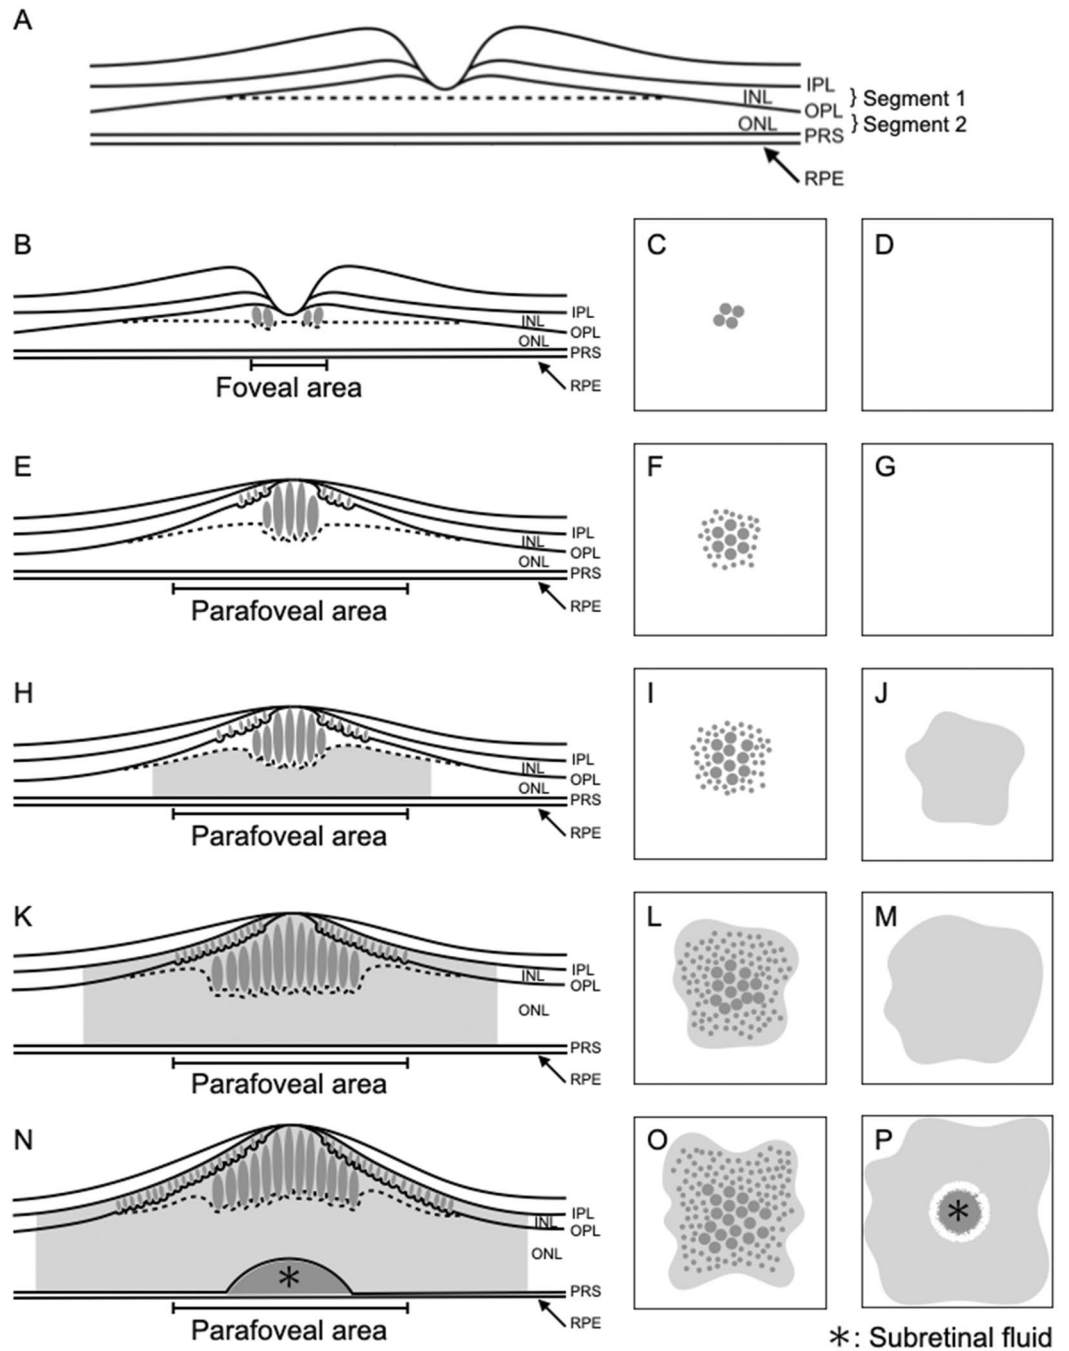 A
IPL
INL } Segment 1
OPL
ONL } Segment 2
PRS
RPE
B
IPL
INL
OPL
ONL
PRS
Foveal area
RPE
C
D
E
IPL
INL
OPL
ONL
PRS
Parafoveal area
RPE
F
G
H
IPL
INL
OPL
ONL
PRS
Parafoveal area
RPE
I
J
K
IPL
INL
OPL
ONL
PRS
Parafoveal area
RPE
L
M
N
IPL
INL
OPL
ONL
*
PRS
Parafoveal area
RPE
O
P
*
*: Subretinal fluid